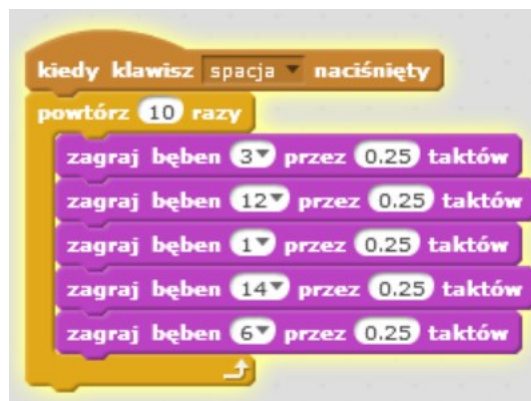 kiedy klawisz spacja naciśnięty
powtórz 10 razy
zagraj bęben 3 przez 0.25 taktów
zagraj bęben 12 przez 0.25 taktów
zagraj bęben 1 przez 0.25 taktów
zagraj bęben 14 przez 0.25 taktów
zagraj bęben 6 przez 0.25 taktów